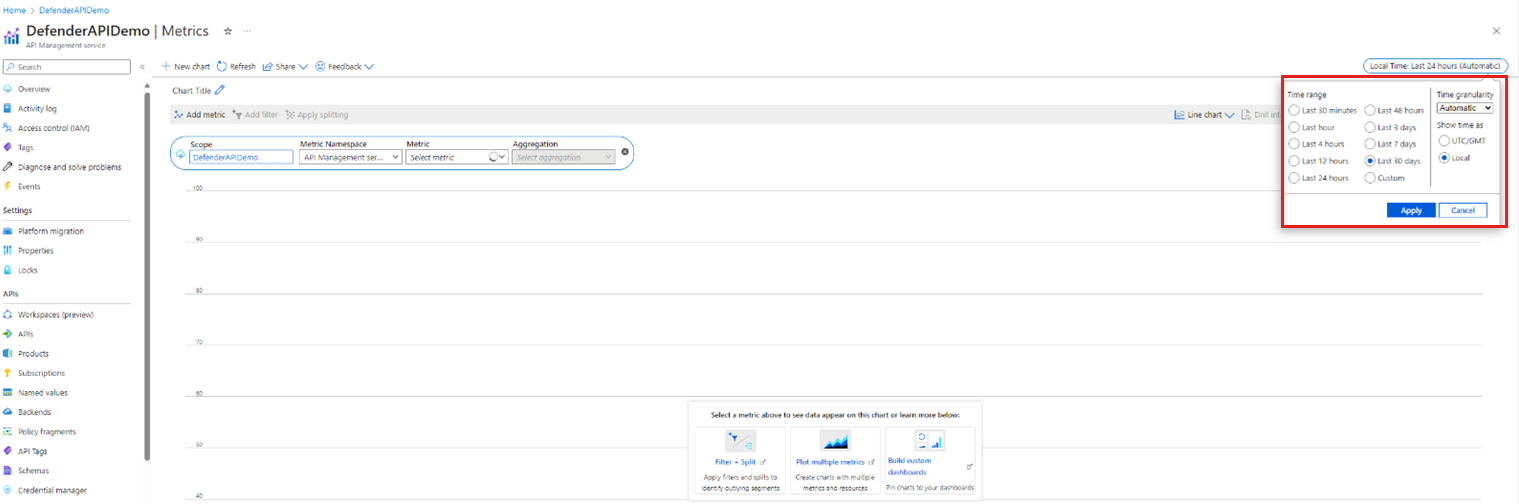 Home > DefenderAPIDemo
DefenderAPIDemo | Metrics
API Management service
Search
Overview
Activity log
Access control (IAM)
Tags
Diagnose and solve problems
Events
Settings
Platform migration
Properties
Locks
APIs
Workspaces (preview)
APIs
Products
Subscriptions
Named values
Backends
Policy fragments
API Tags
Schemas
Credential manager
New chart Refresh Share Feedback
Local Time: Last 24 hours (Automatic)
Chart Title
Add metric Add filter Apply splitting
Line chart Drill int
Scope Metric Namespace Metric Aggregation
DefenderAPIDemo API Management ser... Select metric Select aggregation
Time range
Last 30 minutes Last 48 hours
Last hour Last 3 days
Last 4 hours Last 7 days
Last 12 hours Last 30 days
Last 24 hours Custom
Time granularity
Automatic
Show time as
UTC/GMT
Local
Apply Cancel
100
90
80
70
60
50
40
Select a metric above to see data appear on this chart or learn more below:
Filter + Split
Apply filters and splits to
identify outlying segments
Plot multiple metrics
Create charts with multiple
metrics and resources
Build custom
dashboards
Pin charts to your dashboards